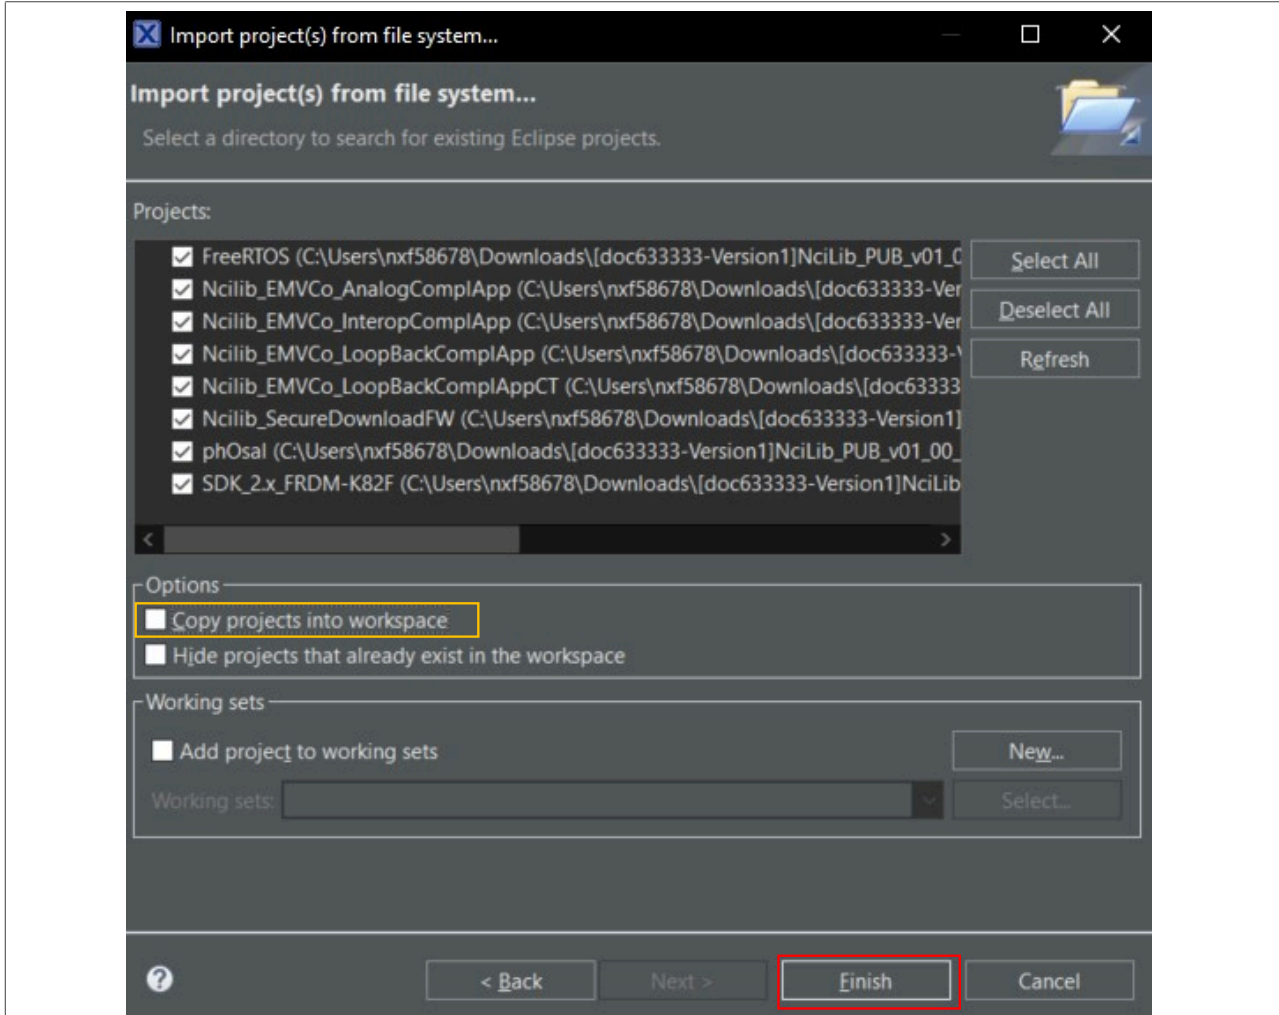 Import project(s) from file system...
Import project(s) from file system...
Select a directory to search for existing Eclipse projects.
Projects:
FreeRTOS (C:\Users\nxf58678\Downloads\[doc633333-Version1]NciLib_PUB_v01_0
Ncilib_EMVCo_AnalogComplApp (C:\Users\nxf58678\Downloads\[doc633333-Ver
Ncilib_EMVCo_InteropComplApp (C:\Users\nxf58678\Downloads\[doc633333-Ver
Ncilib_EMVCo_LoopBackComplApp (C:\Users\nxf58678\Downloads\[doc633333-V
Ncilib_EMVCo_LoopBackComplAppCT (C:\Users\nxf58678\Downloads\[doc63333
Ncilib_SecureDownloadFW (C:\Users\nxf58678\Downloads\[doc633333-Version1]
phOsal (C:\Users\nxf58678\Downloads\[doc633333-Version1]NciLib_PUB_v01_00_
SDK_2.x_FRDM-K82F (C:\Users\nxf58678\Downloads\[doc633333-Version1]NciLib
Select All
Deselect All
Refresh
Options
Copy projects into workspace
Hide projects that already exist in the workspace
Working sets
Add project to working sets
New...
Working sets:
Select...
< Back
Next >
Finish
Cancel